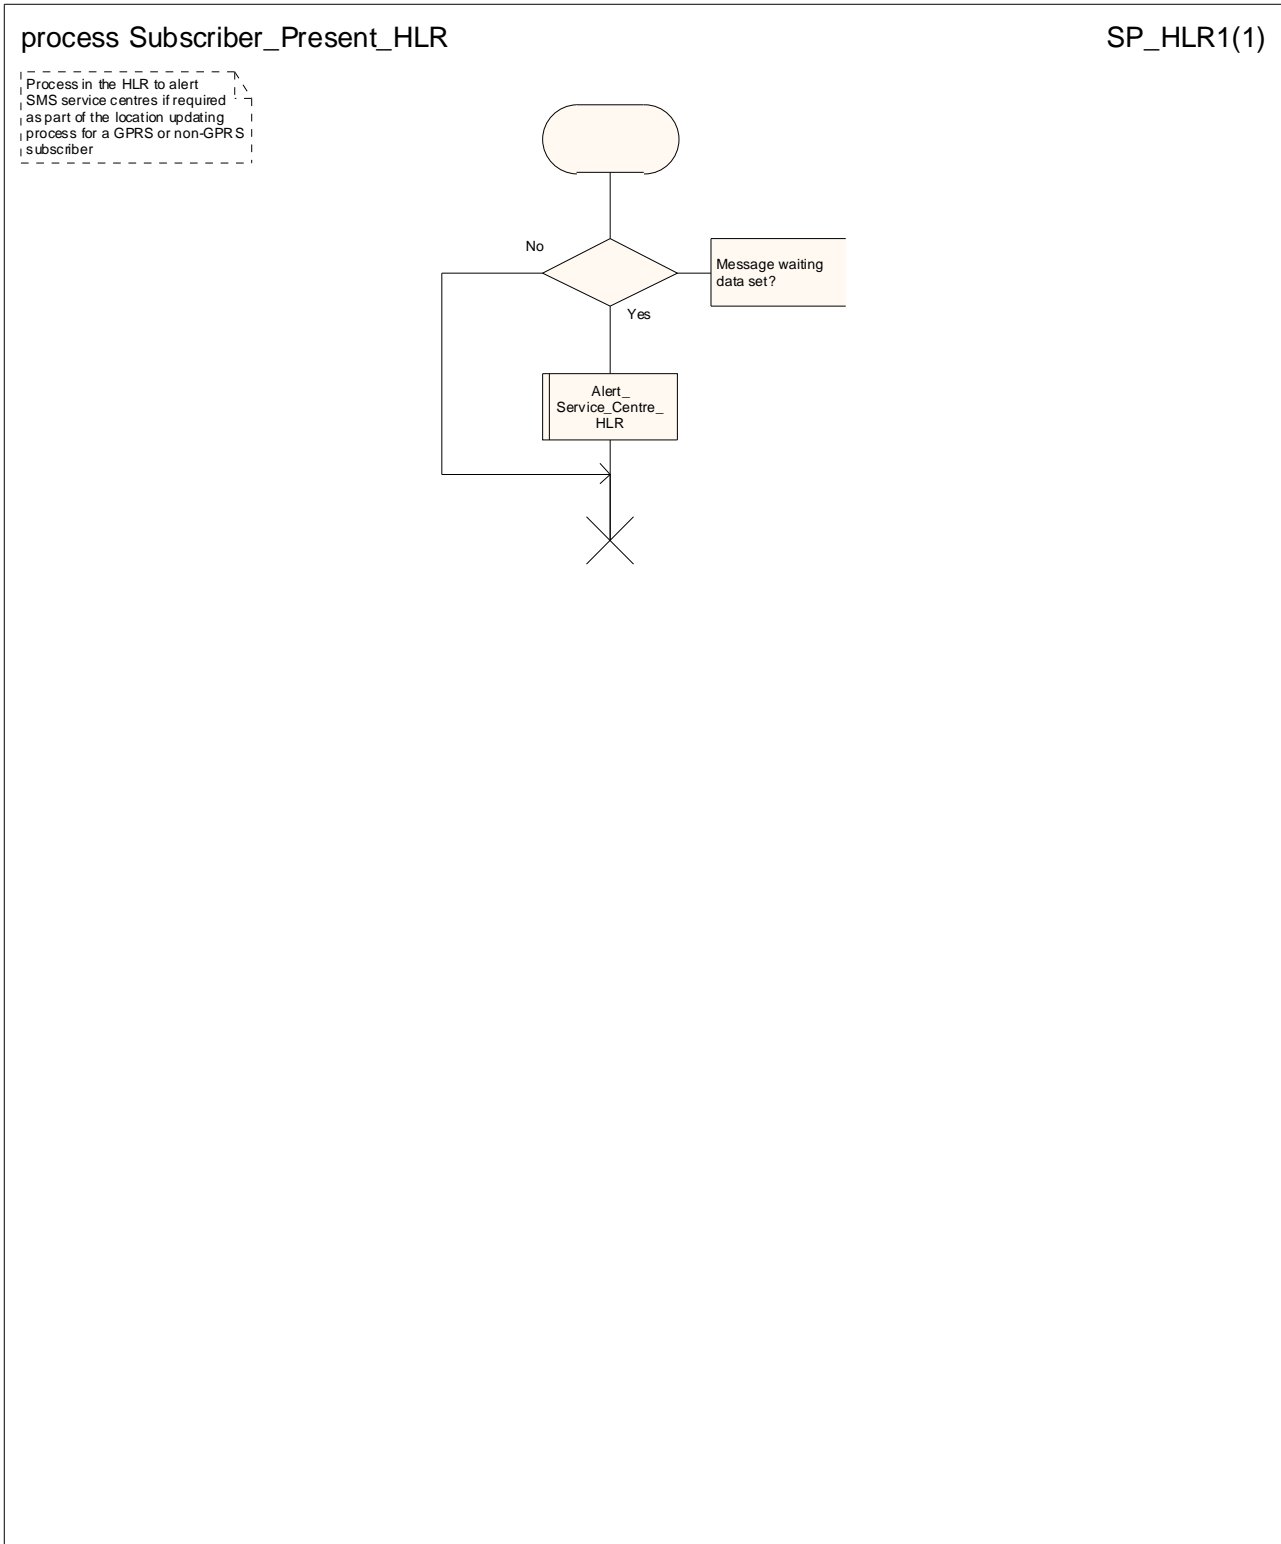 process Subscriber_Present_HLR
SP_HLR1(1)
Process in the HLR to alert
SMS service centres if required
as part of the location updating
process for a GPRS or non-GPRS
subscriber
No
Message waiting
data set?
Yes
Alert_
Service_Centre_
HLR